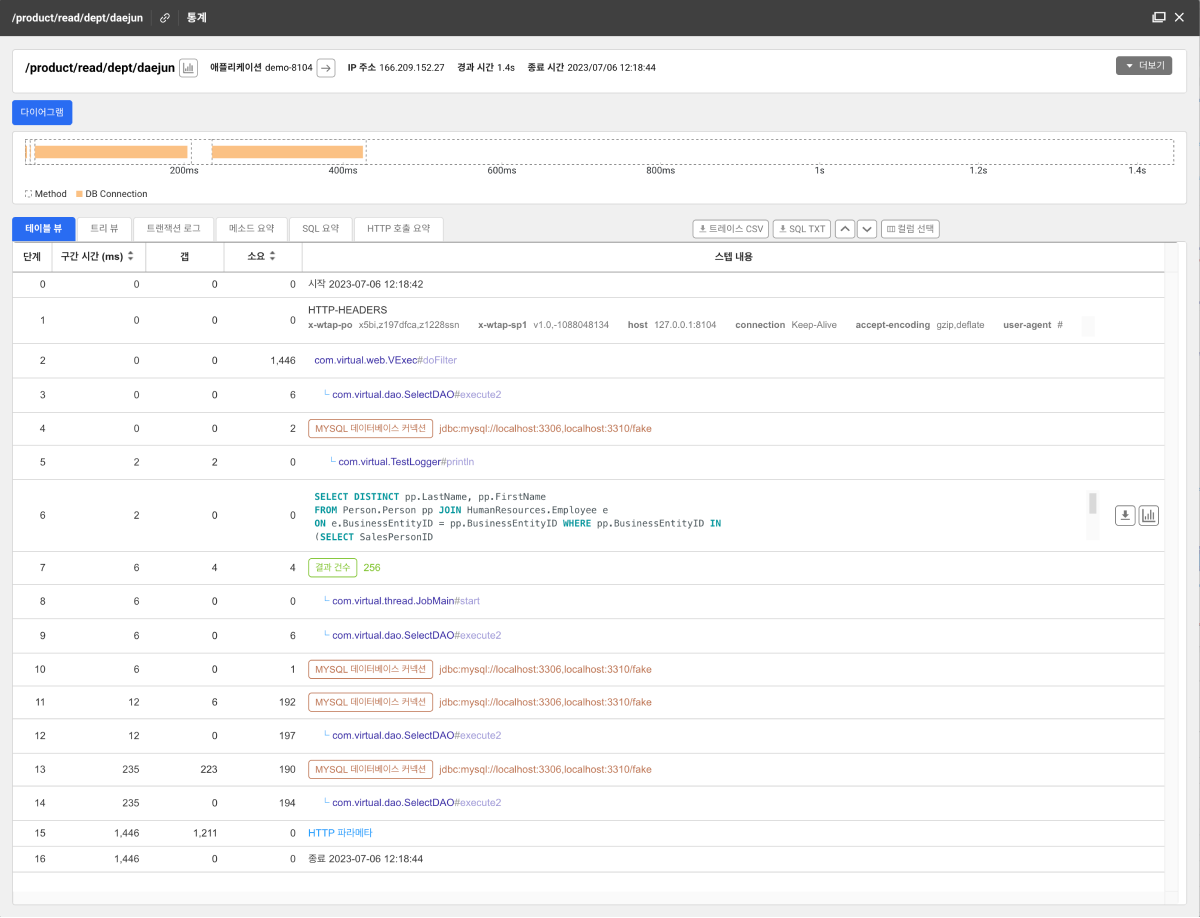 /product/read/dept/daejun 통계
/product/read/dept/daejun 애플리케이션 demo-8104 IP 주소 166.209.152.27 경과 시간 1.4s 종료 시간 2023/07/06 12:18:44 더보기
다이어그램
200ms 400ms 600ms 800ms 1s 1.2s 1.4s
Method DB Connection
테이블 뷰 트리 뷰 트랜잭션 로그 메소드 요약 SQL 요약 HTTP 호출 요약 트레이스 CSV SQL TXT 컬럼 선택
단계 구간 시간 (ms) 갭 소요 스텝 내용
0 0 0 0 시작 2023-07-06 12:18:42
1 0 0 0 HTTP-HEADERS
x-wtap-po x5bi,z197dfca,z1228ssn x-wtap-sp1 v1.0,-1088048134 host 127.0.0.1:8104 connection Keep-Alive accept-encoding gzip,deflate user-agent #
2 0 0 1,446 com.virtual.web.VExec#doFilter
3 0 0 6 com.virtual.dao.SelectDAO#execute2
4 0 0 2 MYSQL 데이터베이스 커넥션 jdbc:mysql://localhost:3306,localhost:3310/fake
5 2 2 0 com.virtual.TestLogger#println
6 2 0 0 SELECT DISTINCT pp.LastName, pp.FirstName
FROM Person.Person pp JOIN HumanResources.Employee e
ON e.BusinessEntityID = pp.BusinessEntityID WHERE pp.BusinessEntityID IN
(SELECT SalesPersonID
7 6 4 4 결과 건수 256
8 6 0 0 com.virtual.thread.JobMain#start
9 6 0 6 com.virtual.dao.SelectDAO#execute2
10 6 0 1 MYSQL 데이터베이스 커넥션 jdbc:mysql://localhost:3306,localhost:3310/fake
11 12 6 192 MYSQL 데이터베이스 커넥션 jdbc:mysql://localhost:3306,localhost:3310/fake
12 12 0 197 com.virtual.dao.SelectDAO#execute2
13 235 223 190 MYSQL 데이터베이스 커넥션 jdbc:mysql://localhost:3306,localhost:3310/fake
14 235 0 194 com.virtual.dao.SelectDAO#execute2
15 1,446 1,211 0 HTTP 파라메타
16 1,446 0 0 종료 2023-07-06 12:18:44